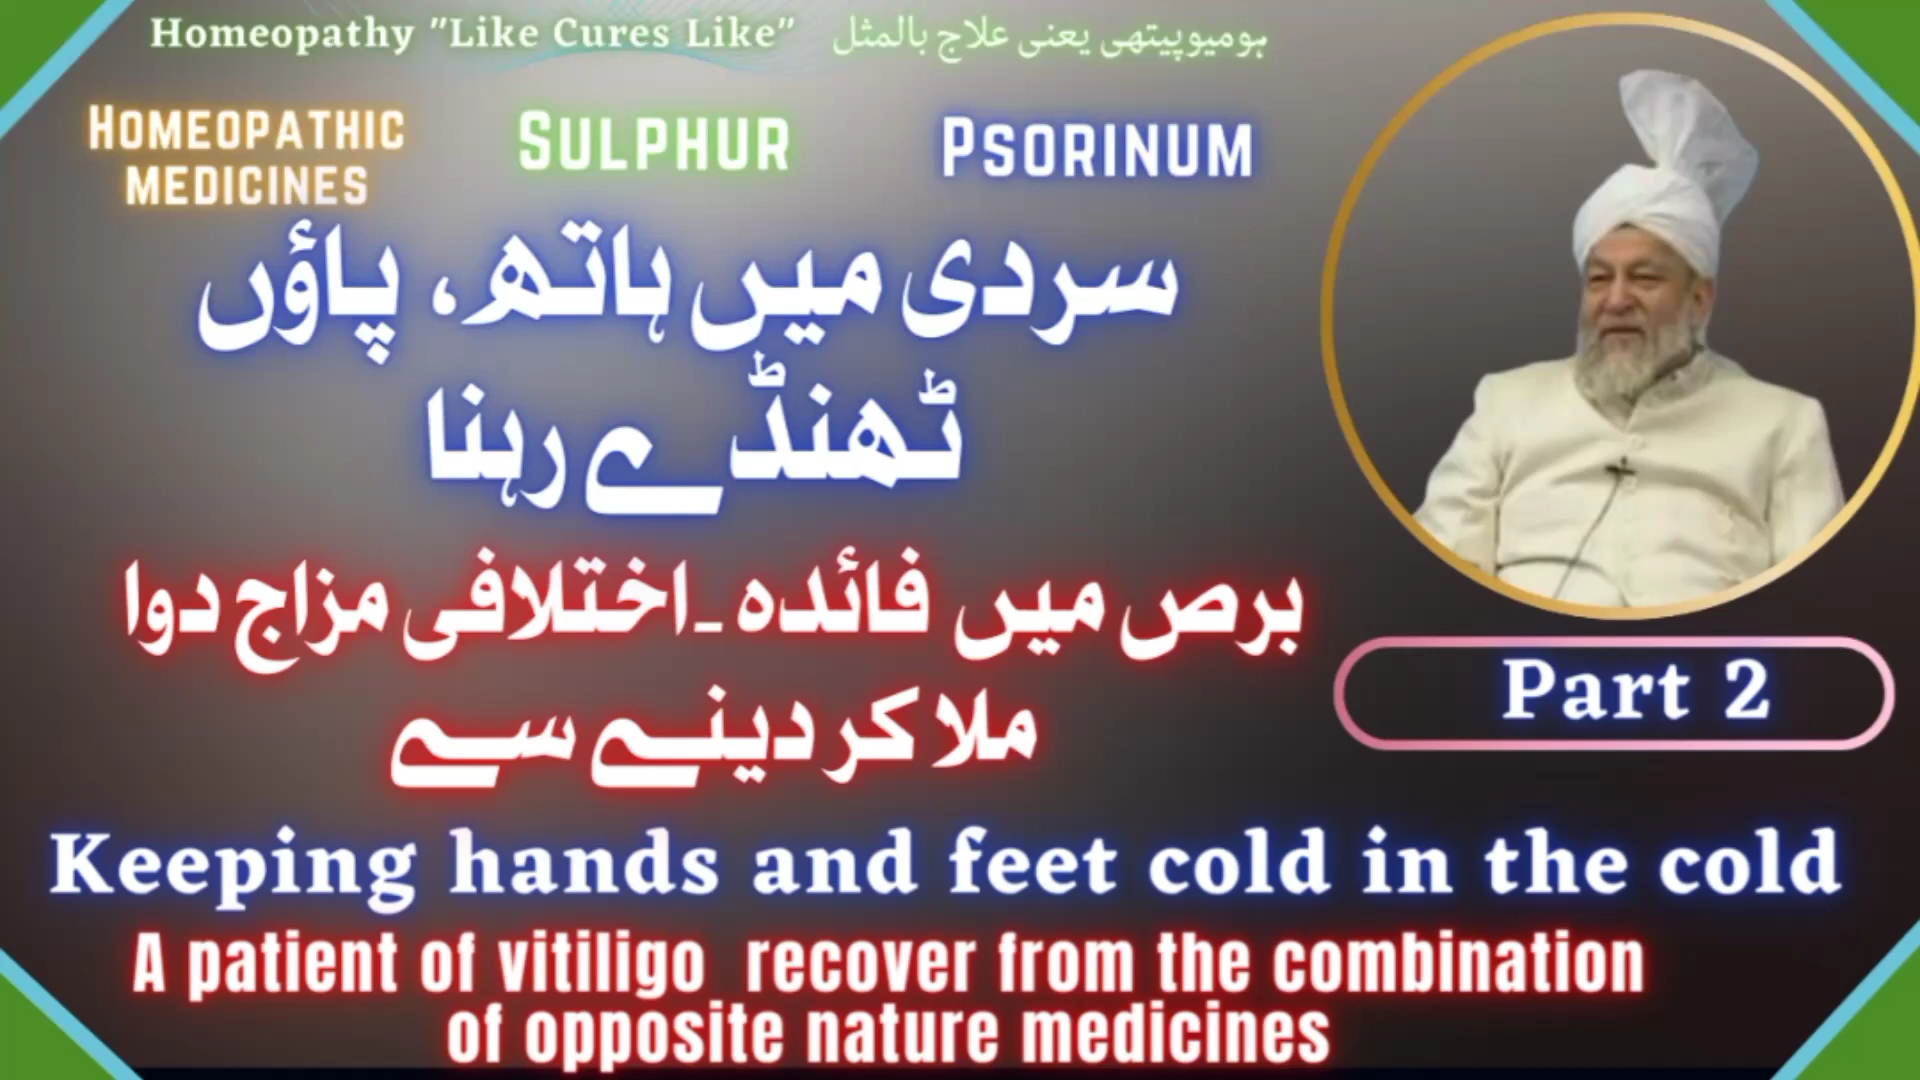 Homeopathy "Like Cures Like" ہومیوپیتھی یعنی علاج بالمثل
HOMEOPATHIC
MEDICINES
SULPHUR
PSORINUM
سردی میں ہاتھ، پاؤں
ٹھنڈے رہنا
برص میں فائدہ ۔اختلافی مزاج دوا
ملا کر دینے سے
Part 2
Keeping hands and feet cold in the cold
A patient of vitiligo recover from the combination
of opposite nature medicines